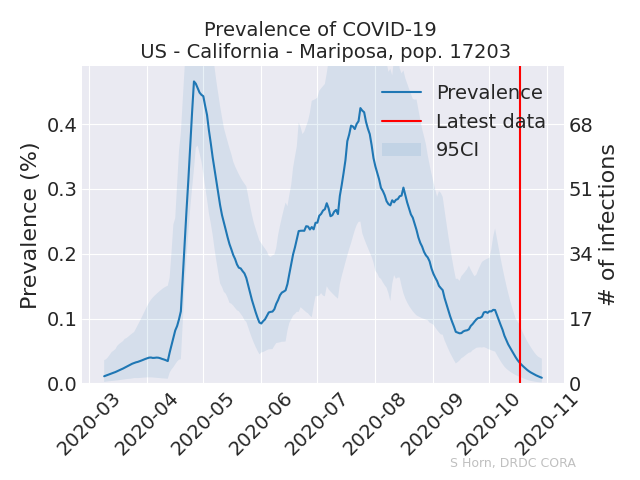 Prevalence of COVID-19
US - California - Mariposa, pop. 17203
Prevalence
Latest data
95CI
Prevalence (%)
0.4
0.3
0.2
0.1
0.0
68
51
34
17
0
# of infections
2020-03
2020-04
2020-05
2020-06
2020-07
2020-08
2020-09
2020-10
2020-11
S Horn, DRDC CORA